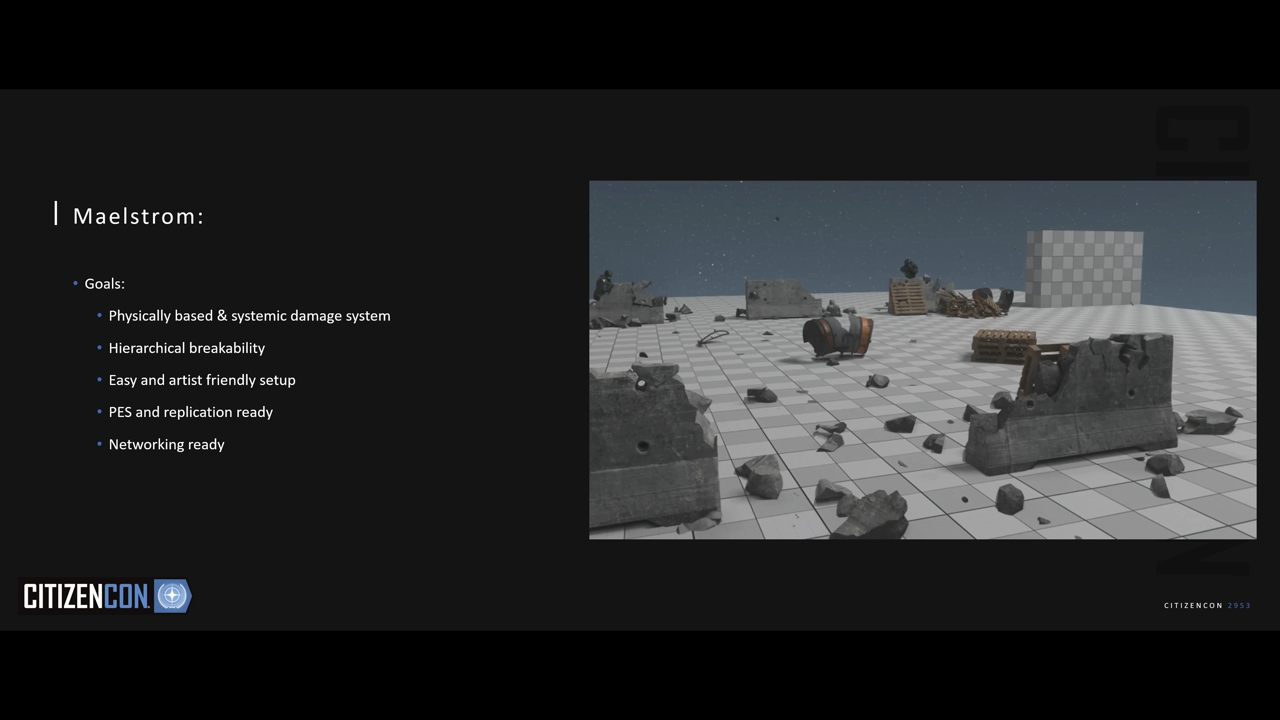 Maelstrom:
• Goals:
• Physically based & systemic damage system
• Hierarchical breakability
• Easy and artist friendly setup
• PES and replication ready
• Networking ready
CITIZENCON
CITIZENCON 2953